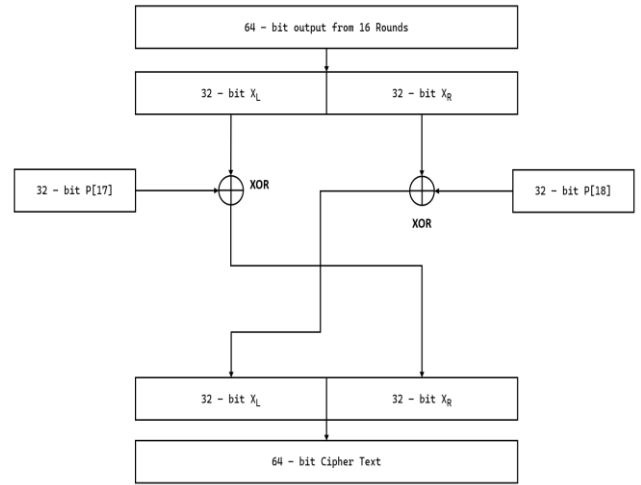 64 - bit output from 16 Rounds
32 - bit XL
32 - bit XR
32 - bit P[17]
XOR
XOR
32 - bit P[18]
32 - bit XL
32 - bit XR
64 - bit Cipher Text